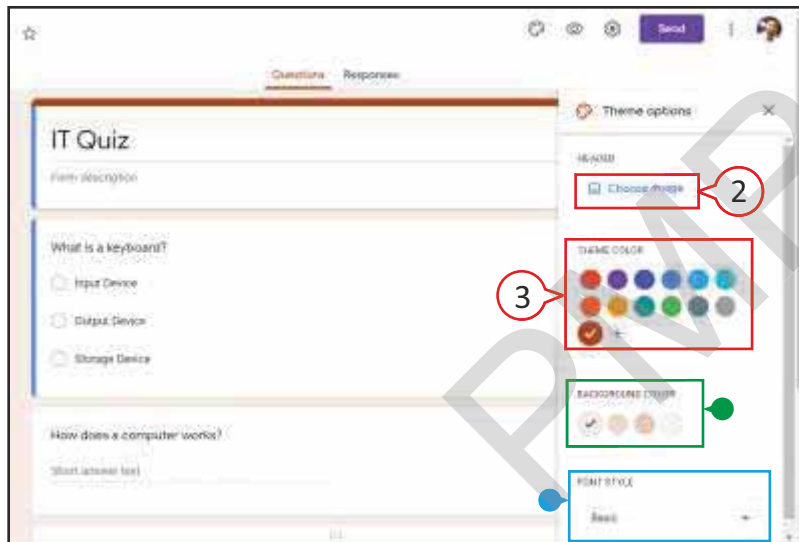 Send
Questions Responses
Theme options
IT Quiz
Form description
HEADER
Choose image
2
What is a keyboard?
THEME COLOR
Input Device
3
Output Device
Storage Device
BACKGROUND COLOR
How does a computer works?
Short answer text
FONT STYLE
Basic
PMP